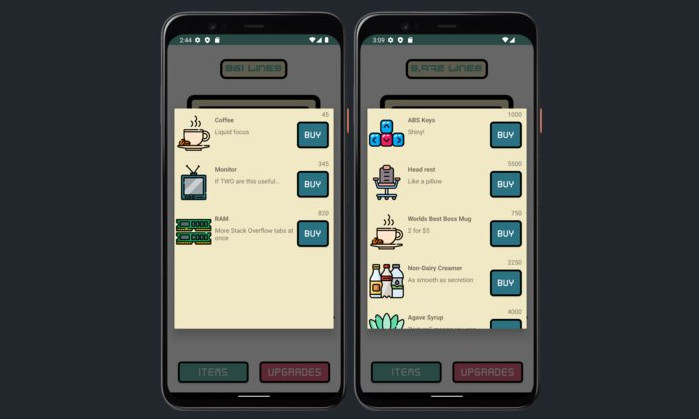 2:44
861 LINES
45
Coffee
Liquid focus
BUY
345
Monitor
If TWO are this useful...
BUY
820
RAM
More Stack Overflow tabs at
once
BUY
ITEMS
UPGRADES
3:09
8,972 LINES
1000
ABS Keys
Shiny!
BUY
5500
Head rest
Like a pillow
BUY
750
Worlds Best Boss Mug
2 for $5
BUY
2250
Non-Dairy Creamer
As smooth as secretion
BUY
4000
Agave Syrup
ITEMS
UPGRADES